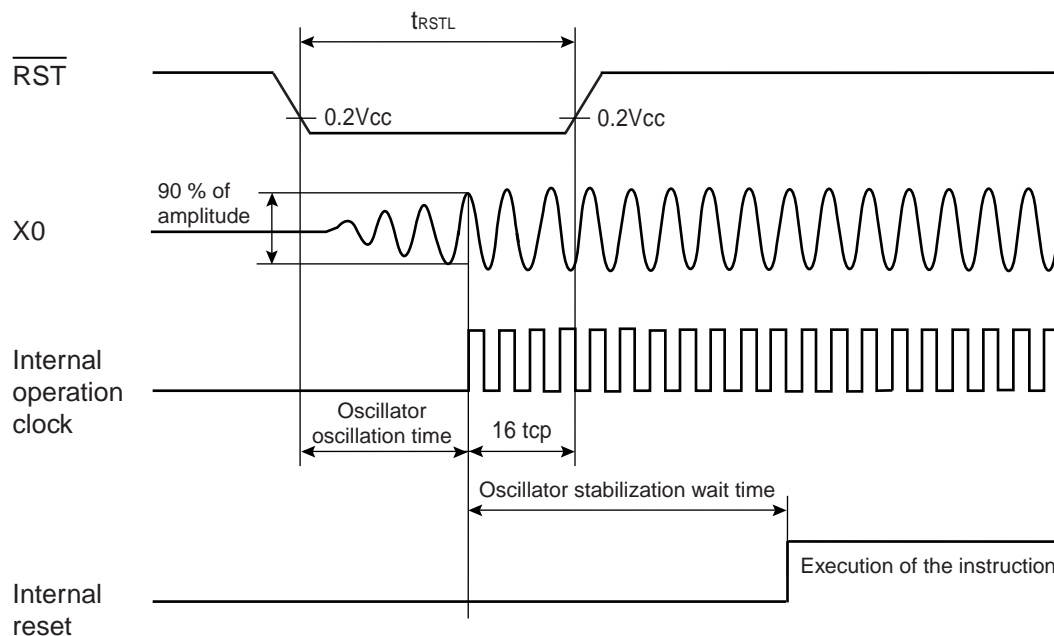 tRSTL
RST
0.2Vcc
0.2Vcc
90 % of
amplitude
X0
Internal
operation
clock
Oscillator
oscillation time
16 tcp
Oscillator stabilization wait time
Execution of the instruction
Internal
reset